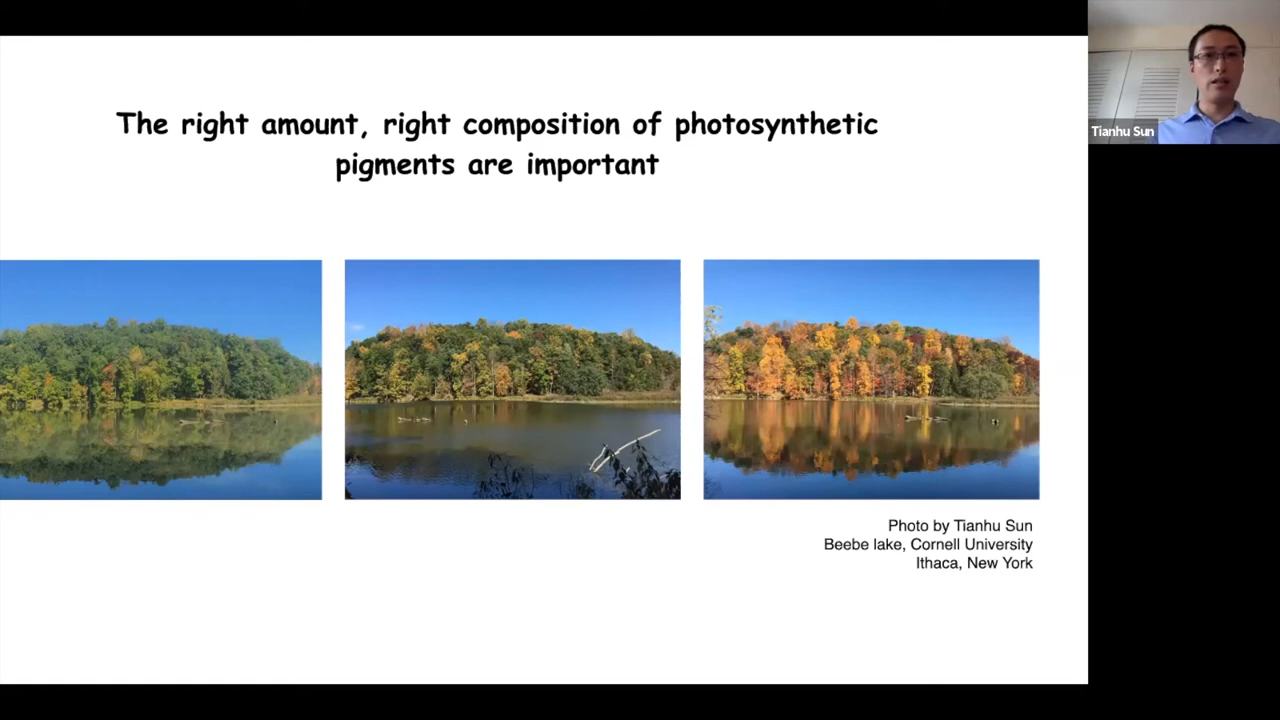 The right amount, right composition of photosynthetic
pigments are important
Tianhu Sun
Photo by Tianhu Sun
Beebe lake, Cornell University
Ithaca, New York